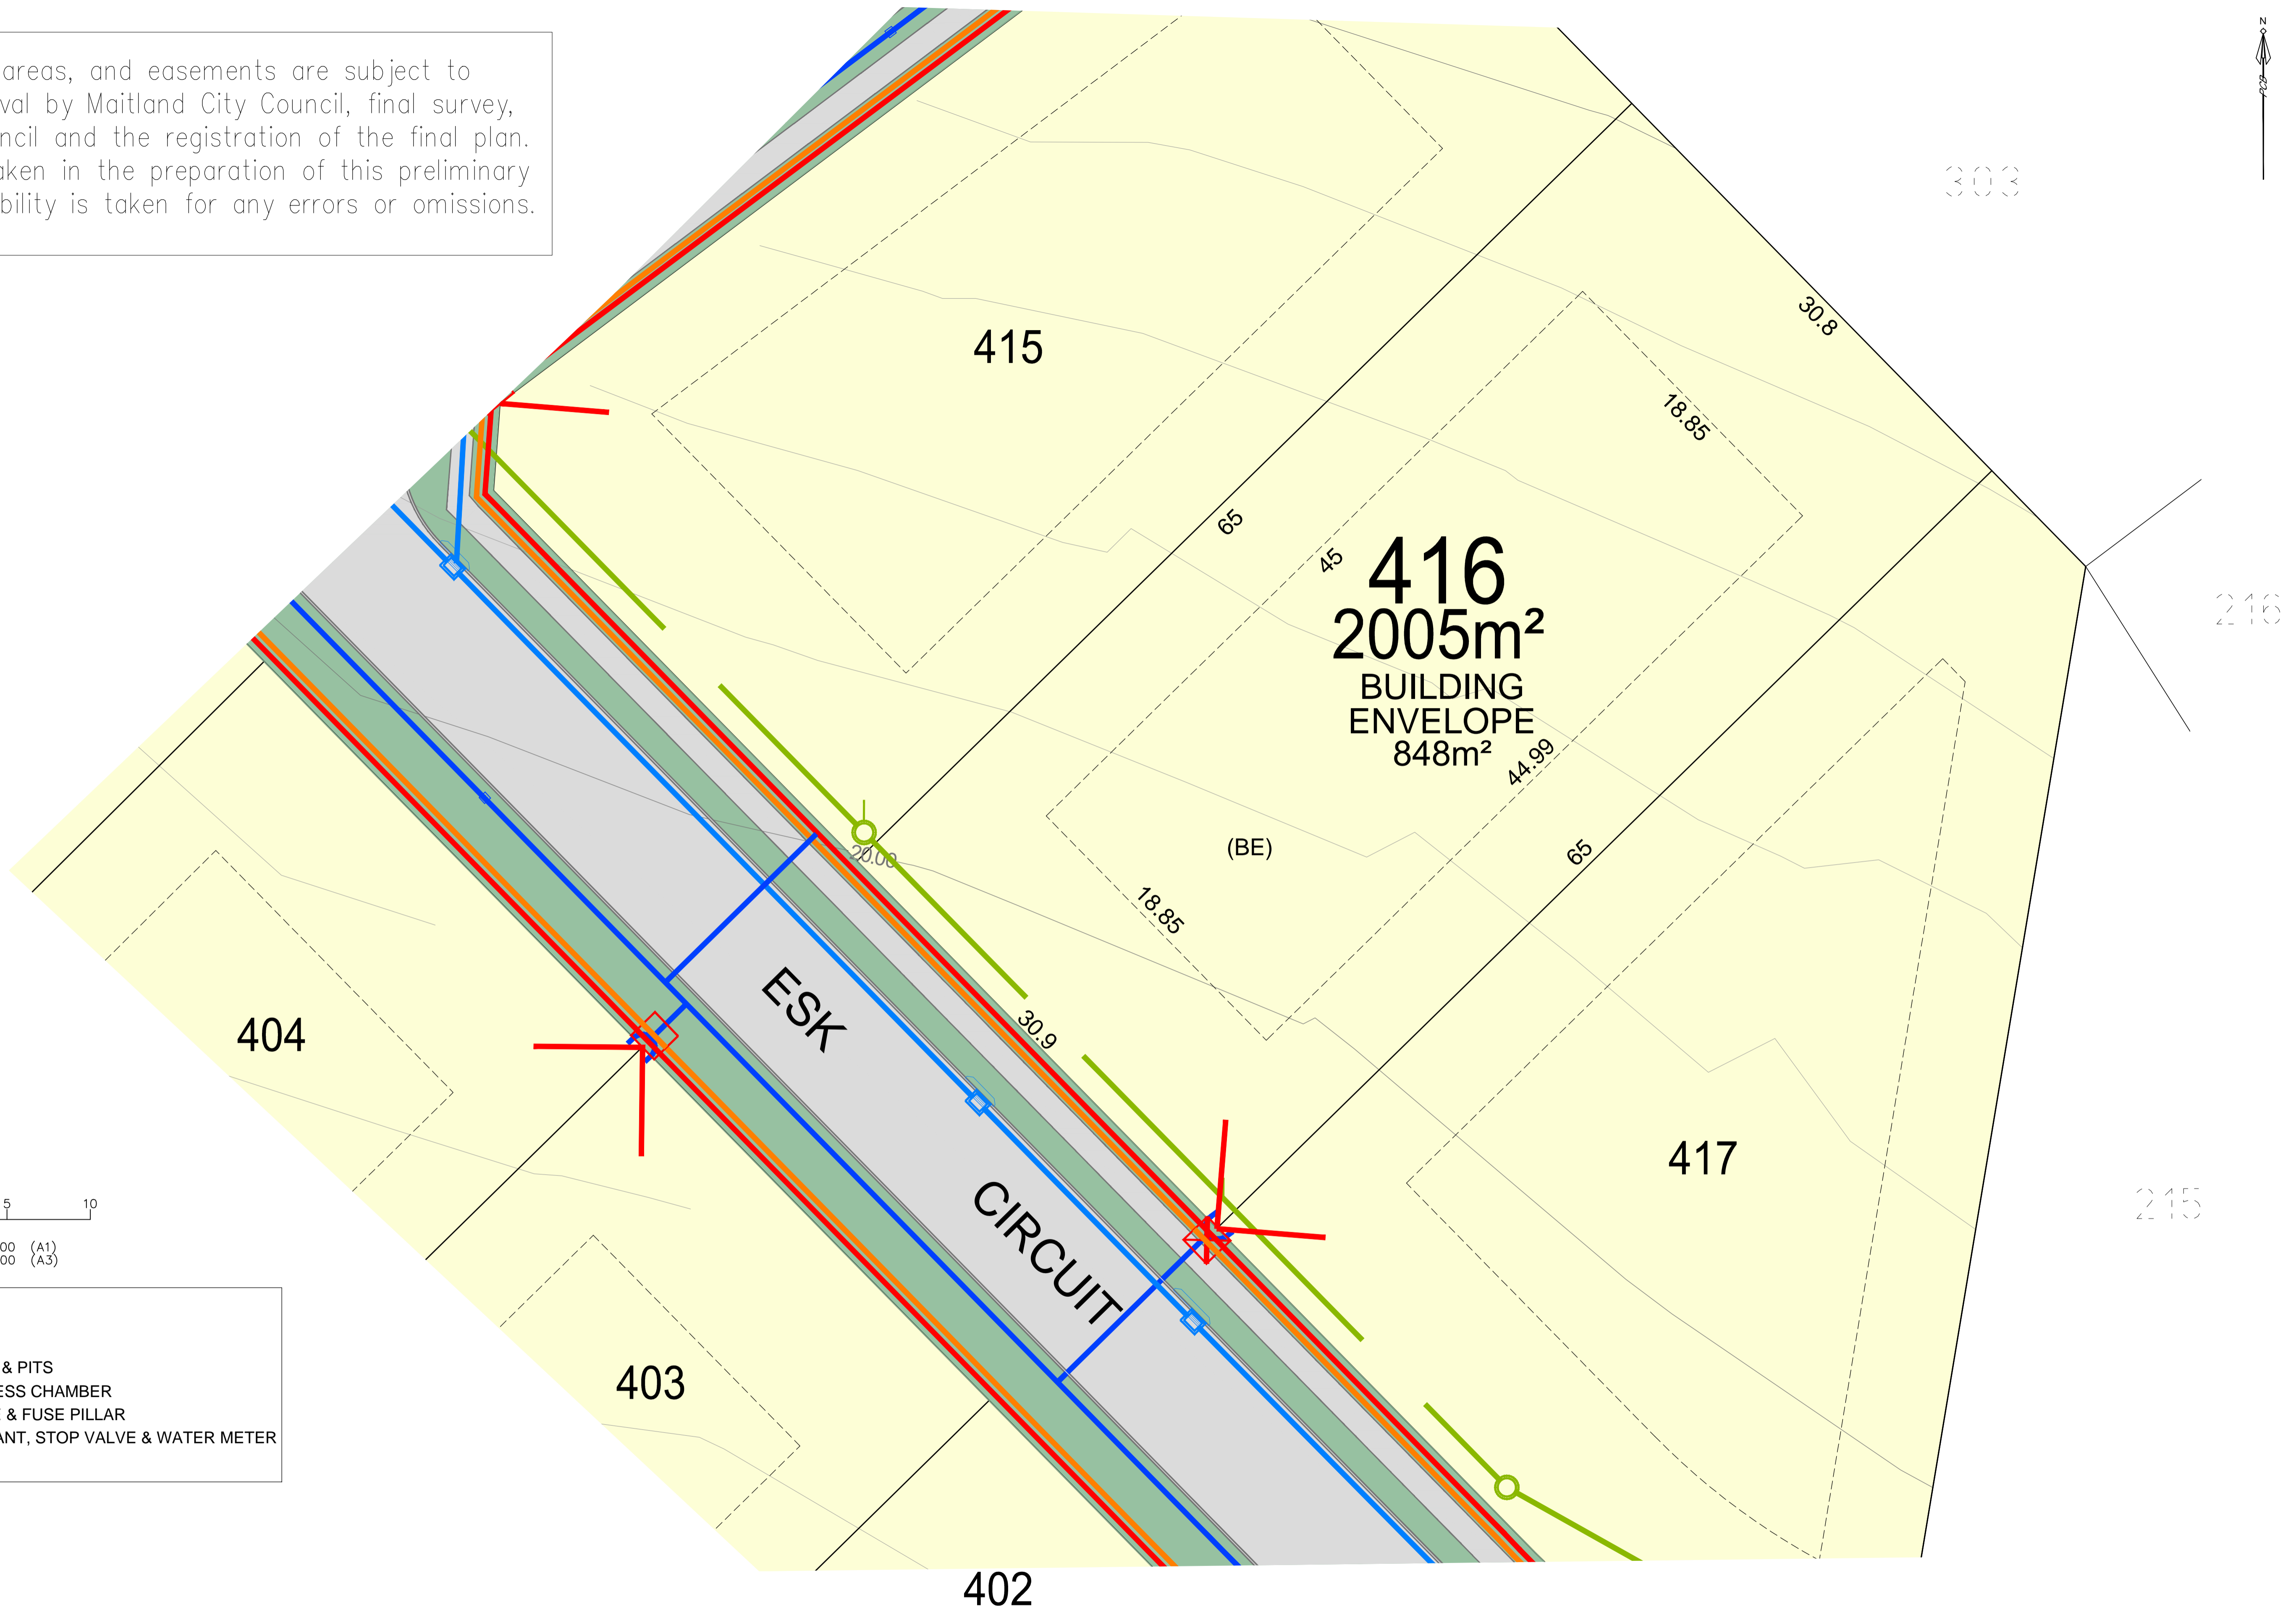 areas, and easements are subject to
val by Maitland City Council, final survey,
ncil and the registration of the final plan.
aken in the preparation of this preliminary
bility is taken for any errors or omissions.
N
PCB
303
30.8
415
18.85
65
45
416
2005m²
BUILDING
ENVELOPE
848m²
216
44.99
(BE)
65
20.00
18.85
ESK
30.9
404
417
215
5 10
00 (A1)
00 (A3)
CIRCUIT
& PITS
ESS CHAMBER
& FUSE PILLAR
ANT, STOP VALVE & WATER METER
403
402